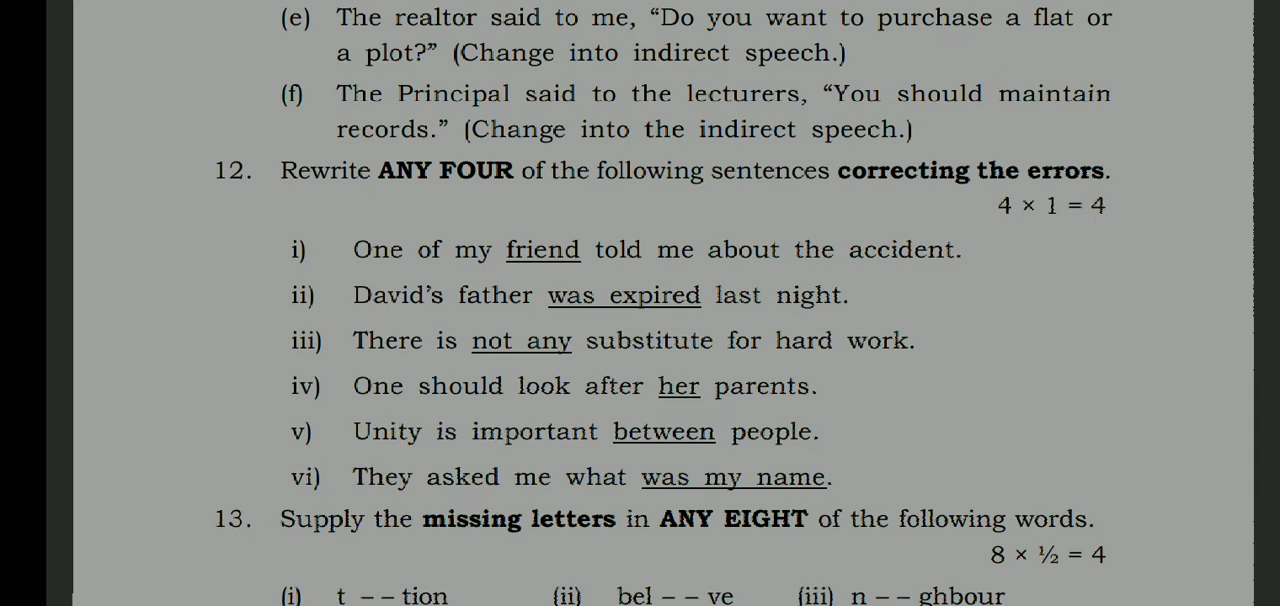 (e) The realtor said to me, “Do you want to purchase a flat or
a plot?” (Change into indirect speech.)
(f) The Principal said to the lecturers, “You should maintain
records.” (Change into the indirect speech.)
12. Rewrite ANY FOUR of the following sentences correcting the errors.
4 × 1 = 4
i) One of my friend told me about the accident.
ii) David’s father was expired last night.
iii) There is not any substitute for hard work.
iv) One should look after her parents.
v) Unity is important between people.
vi) They asked me what was my name.
13. Supply the missing letters in ANY EIGHT of the following words.
8 × ½ = 4
(i) t – – tion (ii) bel – – ve (iii) n – – ghbour